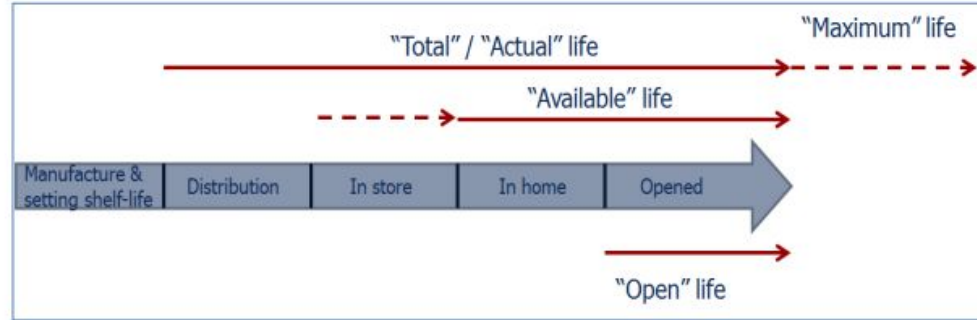 “Maximum” life
“Total” / “Actual” life
“Available” life
Manufacture &
setting shelf-life
Distribution
In store
In home
Opened
“Open” life